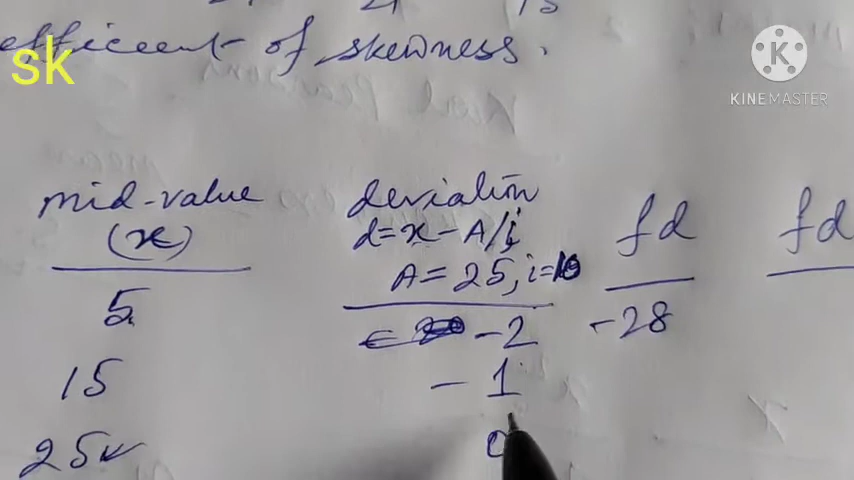 efficient of skewness.
sk
KINEMASTER
mid-value deviation
(x) d=x-A/i fd fd
A=25, i=10
5 -2 -28
15 -1
25 0